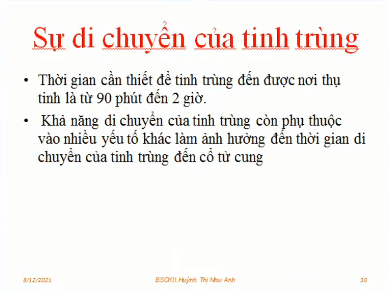 Sự di chuyển của tinh trùng
• Thời gian cần thiết để tinh trùng đến được nơi thụ
tinh là từ 90 phút đến 2 giờ.
• Khả năng di chuyển của tinh trùng còn phụ thuộc
vào nhiều yếu tố khác làm ảnh hưởng đến thời gian di
chuyển của tinh trùng đến cổ tử cung
8/12/2021 BSCKII.Huỳnh Thị Như Anh 30